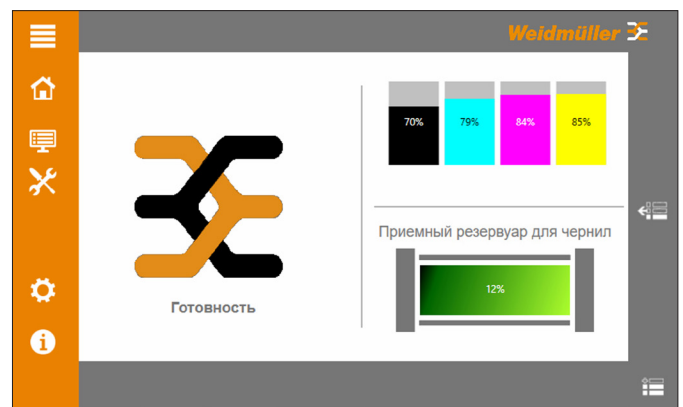 Weidmüller
70%
79%
84%
85%
Приемный резервуар для чернил
12%
Готовность